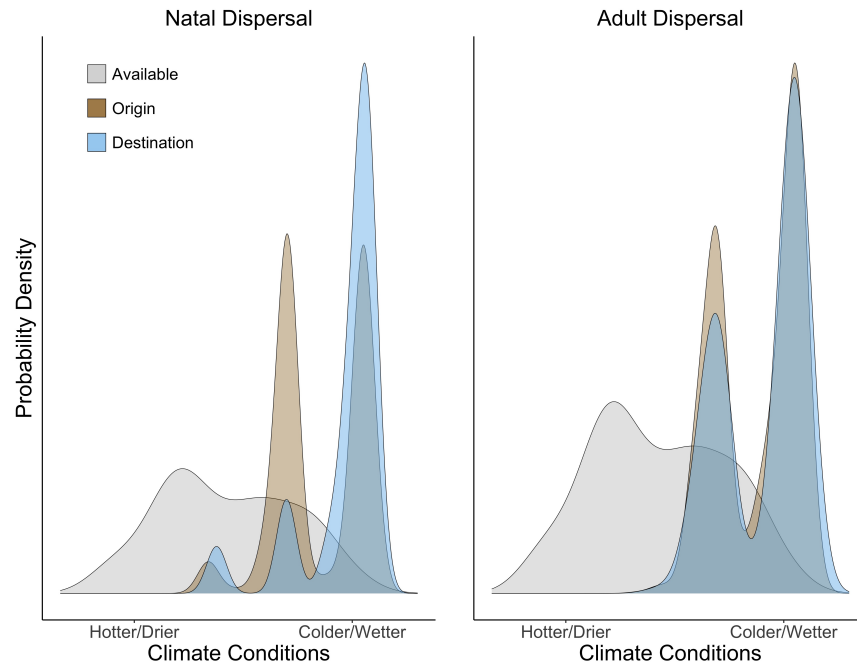 Natal Dispersal
Adult Dispersal
Available
Origin
Destination
Probability Density
Hotter/Drier
Colder/Wetter
Hotter/Drier
Colder/Wetter
Climate Conditions
Climate Conditions